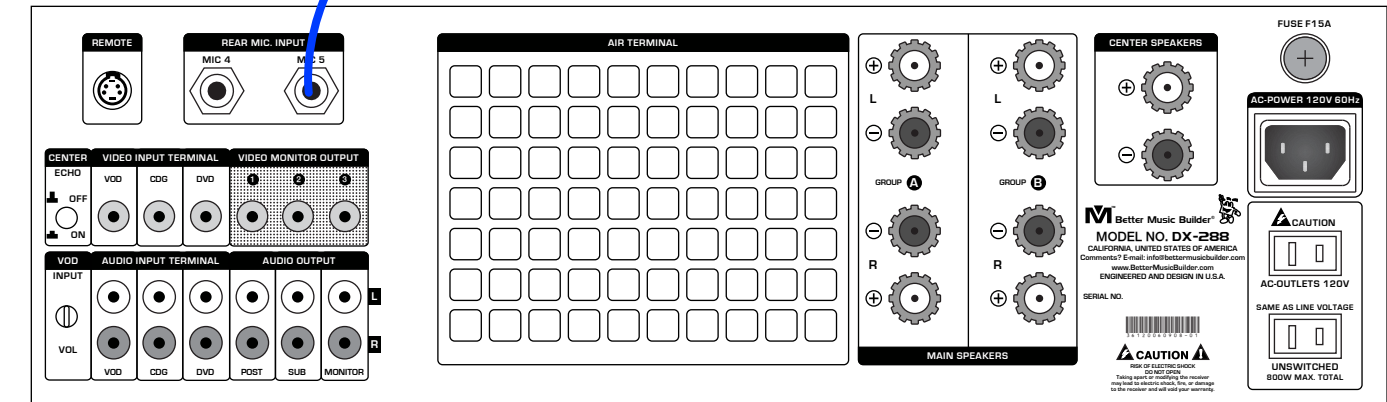 REMOTE
REAR MIC. INPUT
MIC 4
MIC 5
CENTER
ECHO
OFF
ON
VIDEO INPUT TERMINAL
VOD CDG DVD
VIDEO MONITOR OUTPUT
1 2 3
VOD
INPUT
VOL
AUDIO INPUT TERMINAL
AUDIO OUTPUT
L
R
VOD CDG DVD POST SUB MONITOR
AIR TERMINAL
+
L
−
GROUP A
−
R
+
+
L
−
GROUP B
−
R
+
MAIN SPEAKERS
CENTER SPEAKERS
+
−
M Better Music Builder®
MODEL NO. DX-288
CALIFORNIA, UNITED STATES OF AMERICA
Comments? E-mail: info@bettermusicbuilder.com
www.BetterMusicBuilder.com
ENGINEERED AND DESIGN IN U.S.A.
SERIAL NO.
36120060908-01
CAUTION
RISK OF ELECTRIC SHOCK
DO NOT OPEN
Taking apart or modifying the receiver
may lead to electric shock, fire, or damage
to the receiver and will void your warrenty.
FUSE F15A
AC-POWER 120V 60Hz
CAUTION
AC-OUTLETS 120V
SAME AS LINE VOLTAGE
UNSWITCHED
800W MAX. TOTAL